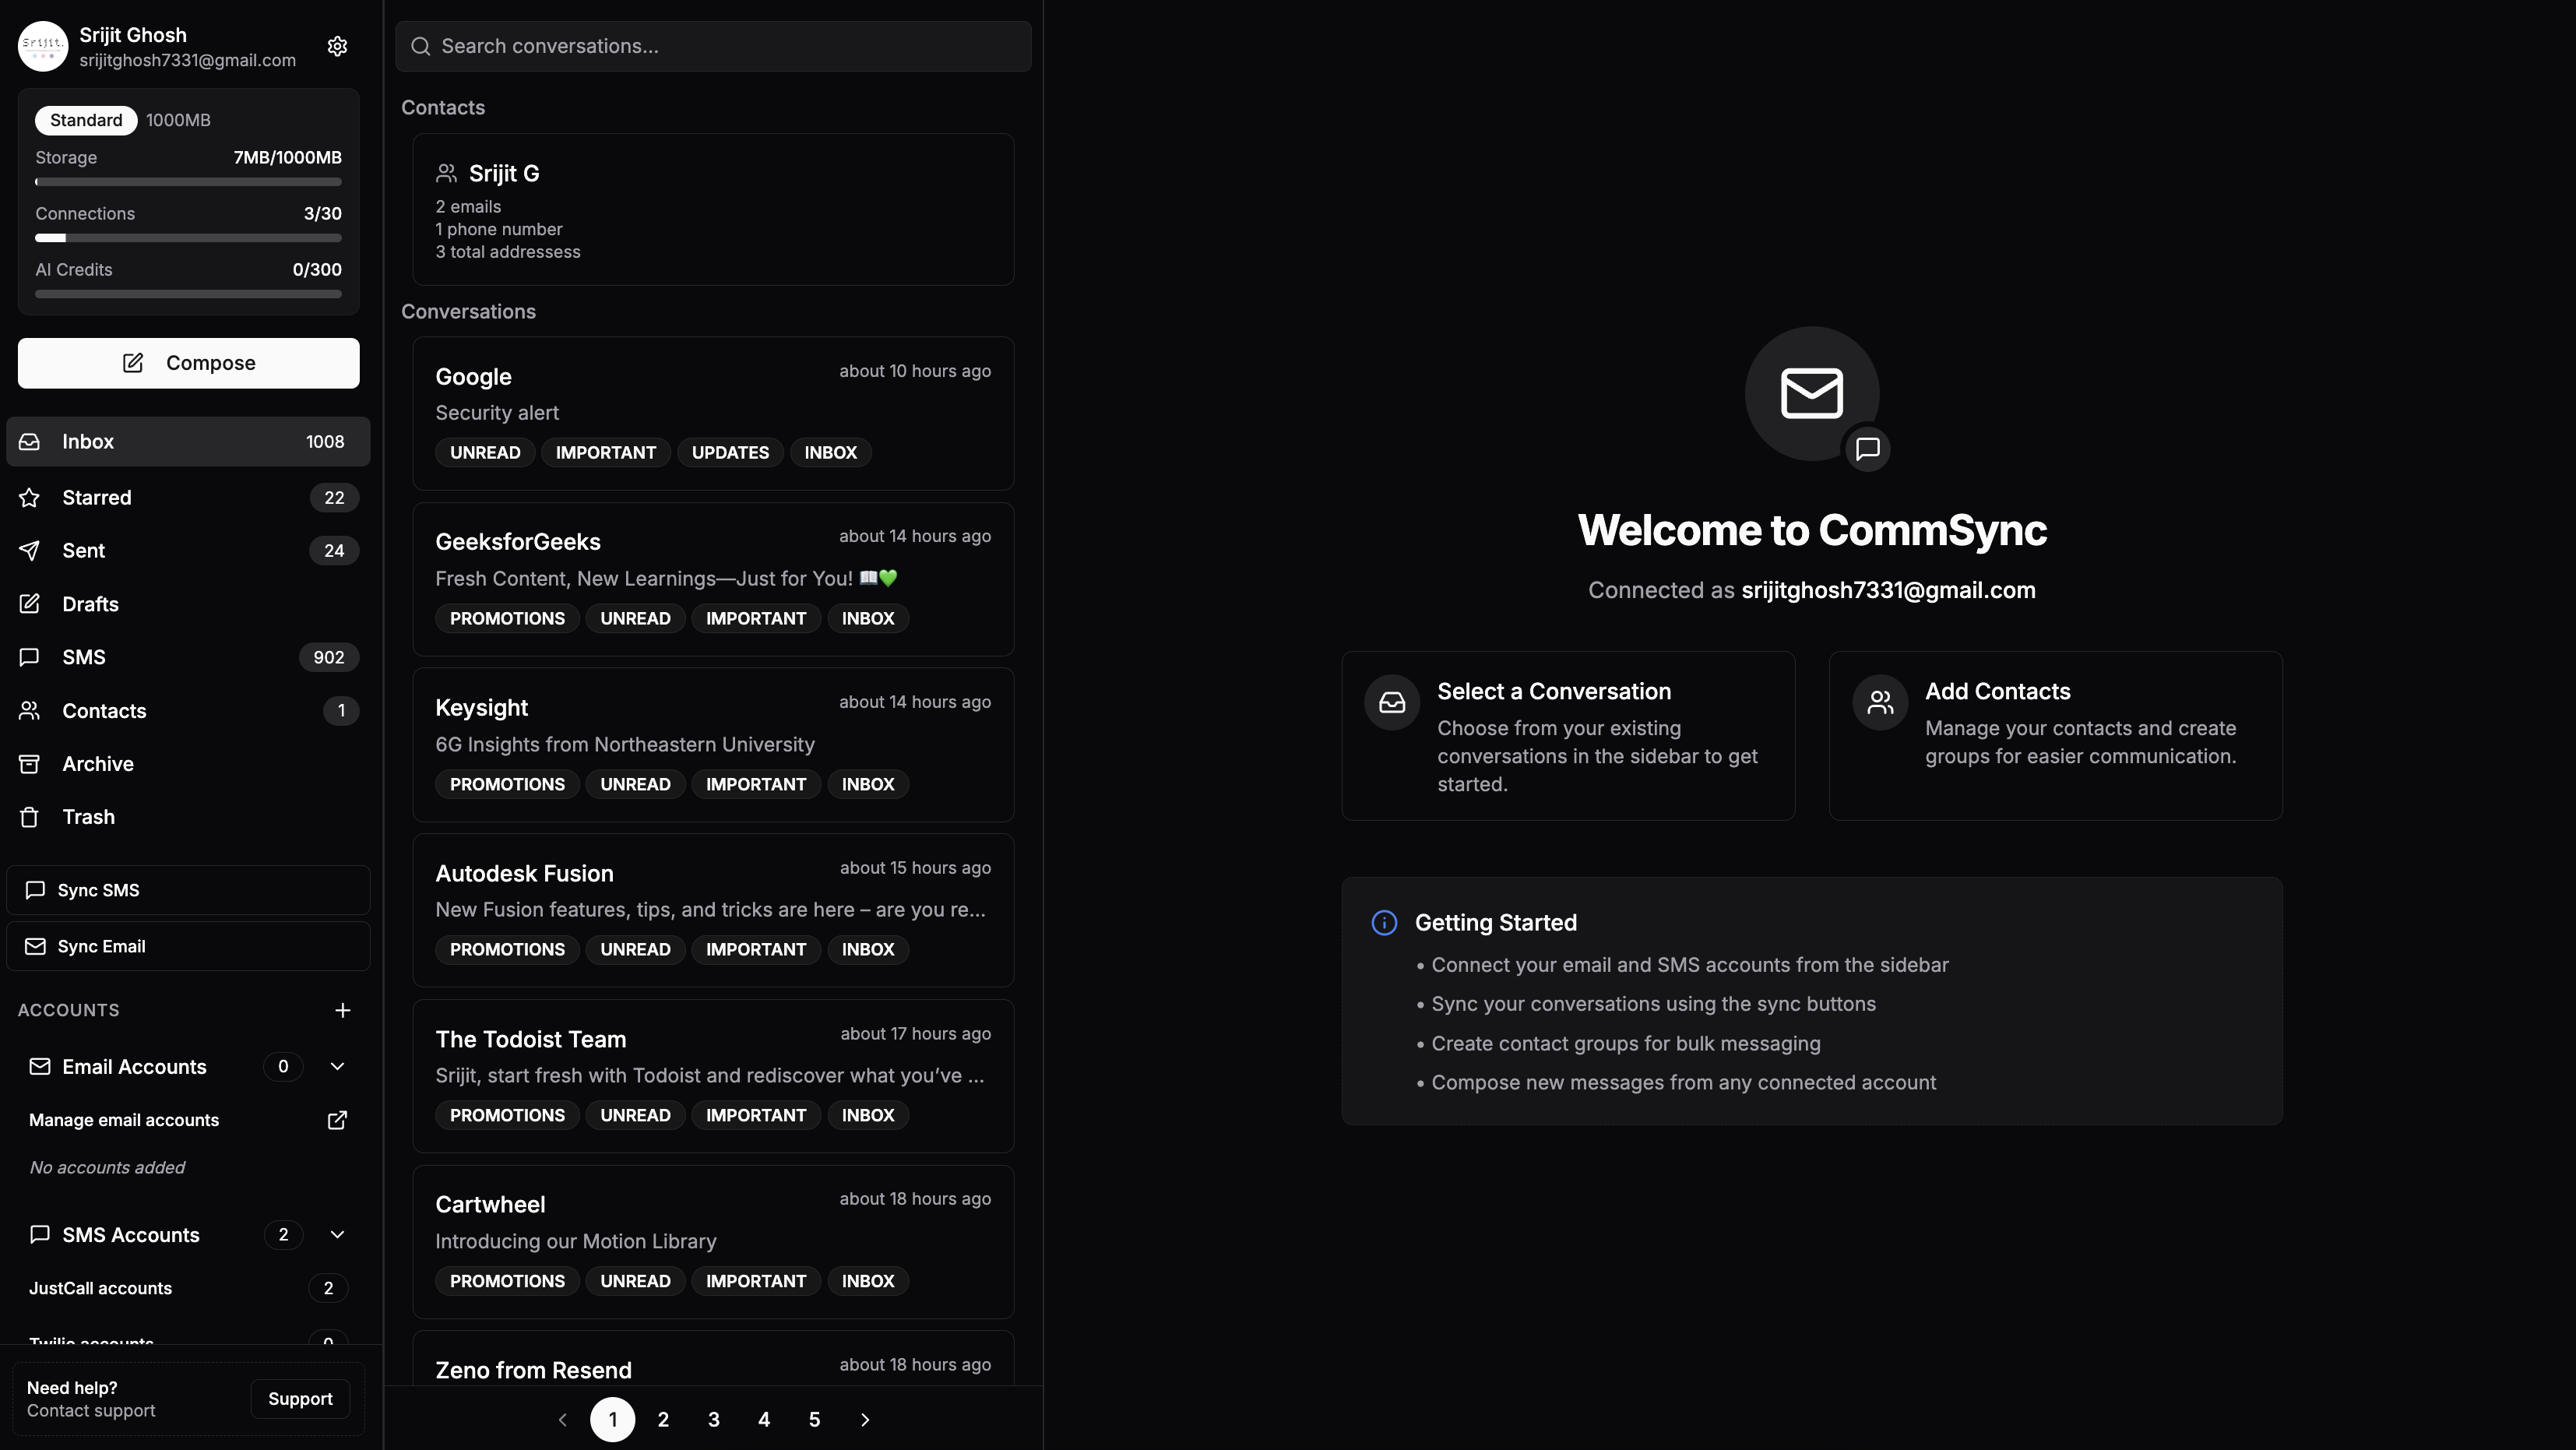 Srijit.
Srijit Ghosh
srijitghosh7331@gmail.com
Standard 1000MB
Storage 7MB/1000MB
Connections 3/30
AI Credits 0/300
Compose
Inbox 1008
Starred 22
Sent 24
Drafts
SMS 902
Contacts 1
Archive
Trash
Sync SMS
Sync Email
ACCOUNTS
Email Accounts 0
Manage email accounts
No accounts added
SMS Accounts 2
JustCall accounts 2
Twilio accounts 0
Need help?
Contact support
Support
Search conversations...
Contacts
Srijit G
2 emails
1 phone number
3 total addressess
Conversations
Google about 10 hours ago
Security alert
UNREAD IMPORTANT UPDATES INBOX
GeeksforGeeks about 14 hours ago
Fresh Content, New Learnings—Just for You! 📖💚
PROMOTIONS UNREAD IMPORTANT INBOX
Keysight about 14 hours ago
6G Insights from Northeastern University
PROMOTIONS UNREAD IMPORTANT INBOX
Autodesk Fusion about 15 hours ago
New Fusion features, tips, and tricks are here – are you re...
PROMOTIONS UNREAD IMPORTANT INBOX
The Todoist Team about 17 hours ago
Srijit, start fresh with Todoist and rediscover what you’ve ...
PROMOTIONS UNREAD IMPORTANT INBOX
Cartwheel about 18 hours ago
Introducing our Motion Library
PROMOTIONS UNREAD IMPORTANT INBOX
Zeno from Resend about 18 hours ago
1 2 3 4 5
Welcome to CommSync
Connected as srijitghosh7331@gmail.com
Select a Conversation
Choose from your existing
conversations in the sidebar to get
started.
Add Contacts
Manage your contacts and create
groups for easier communication.
Getting Started
• Connect your email and SMS accounts from the sidebar
• Sync your conversations using the sync buttons
• Create contact groups for bulk messaging
• Compose new messages from any connected account